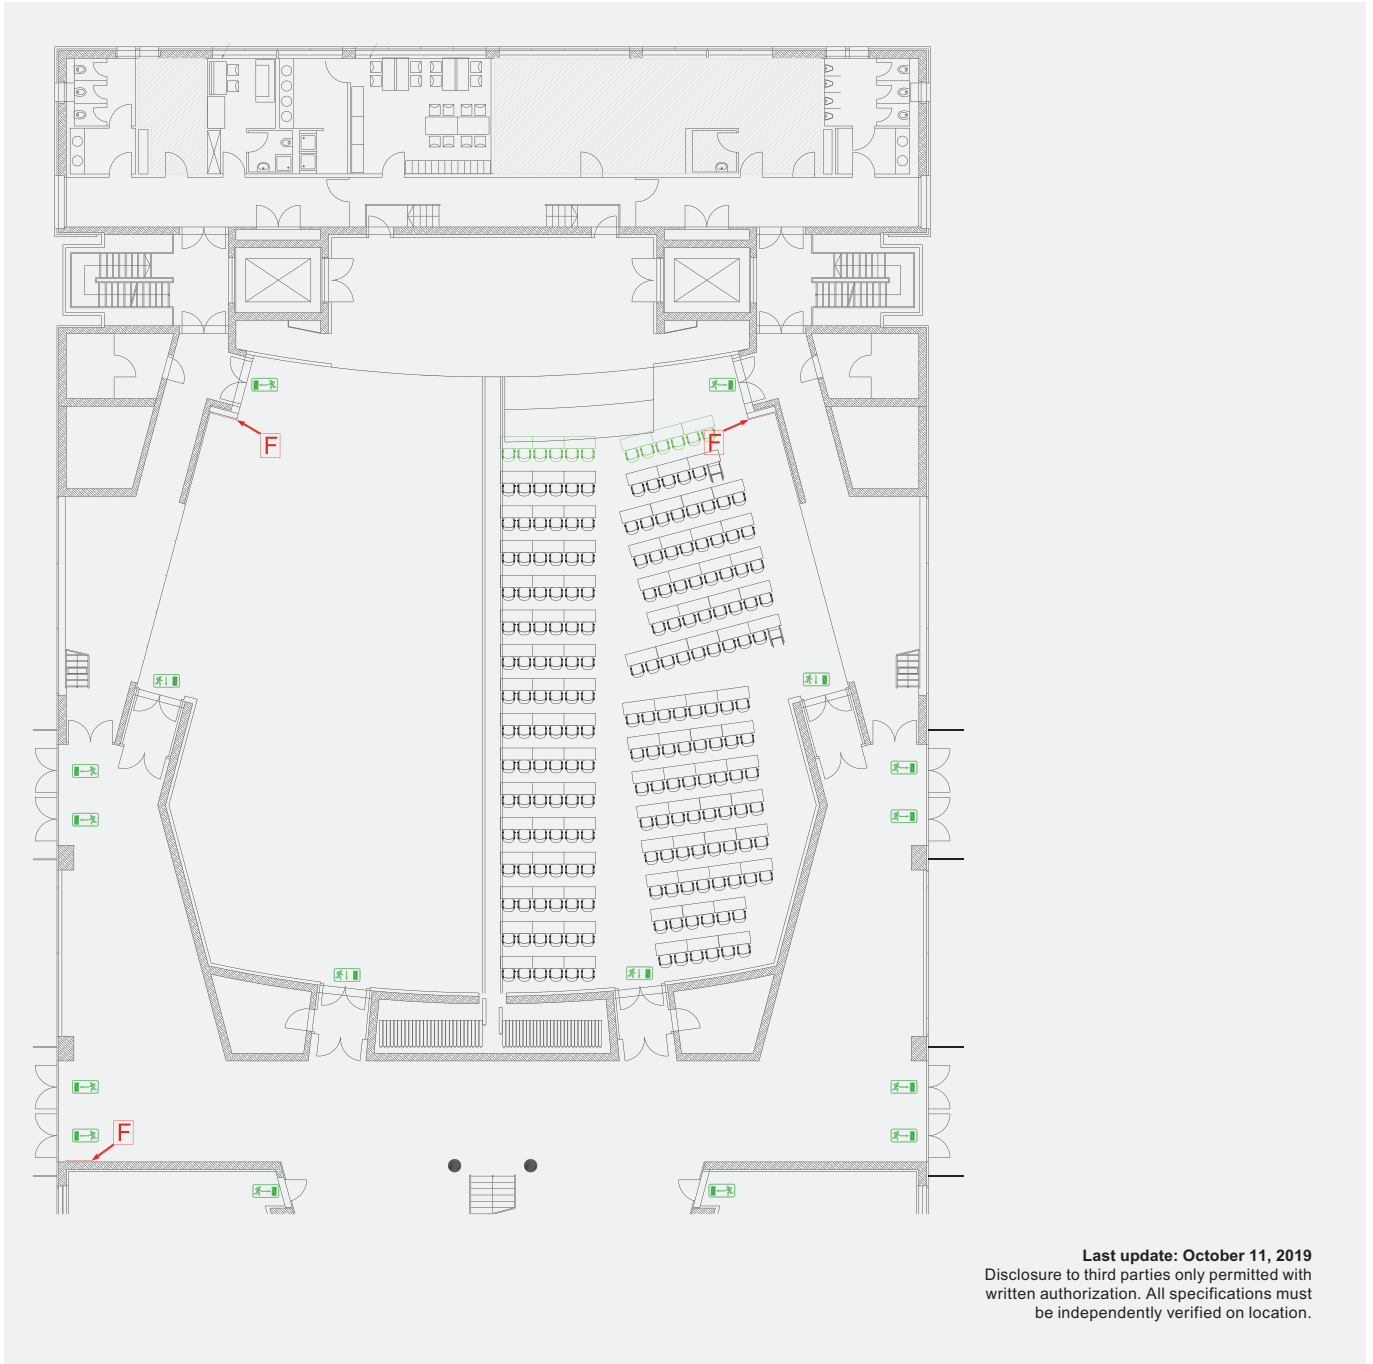 F
F
F
Last update: October 11, 2019
Disclosure to third parties only permitted with
written authorization. All specifications must
be independently verified on location.